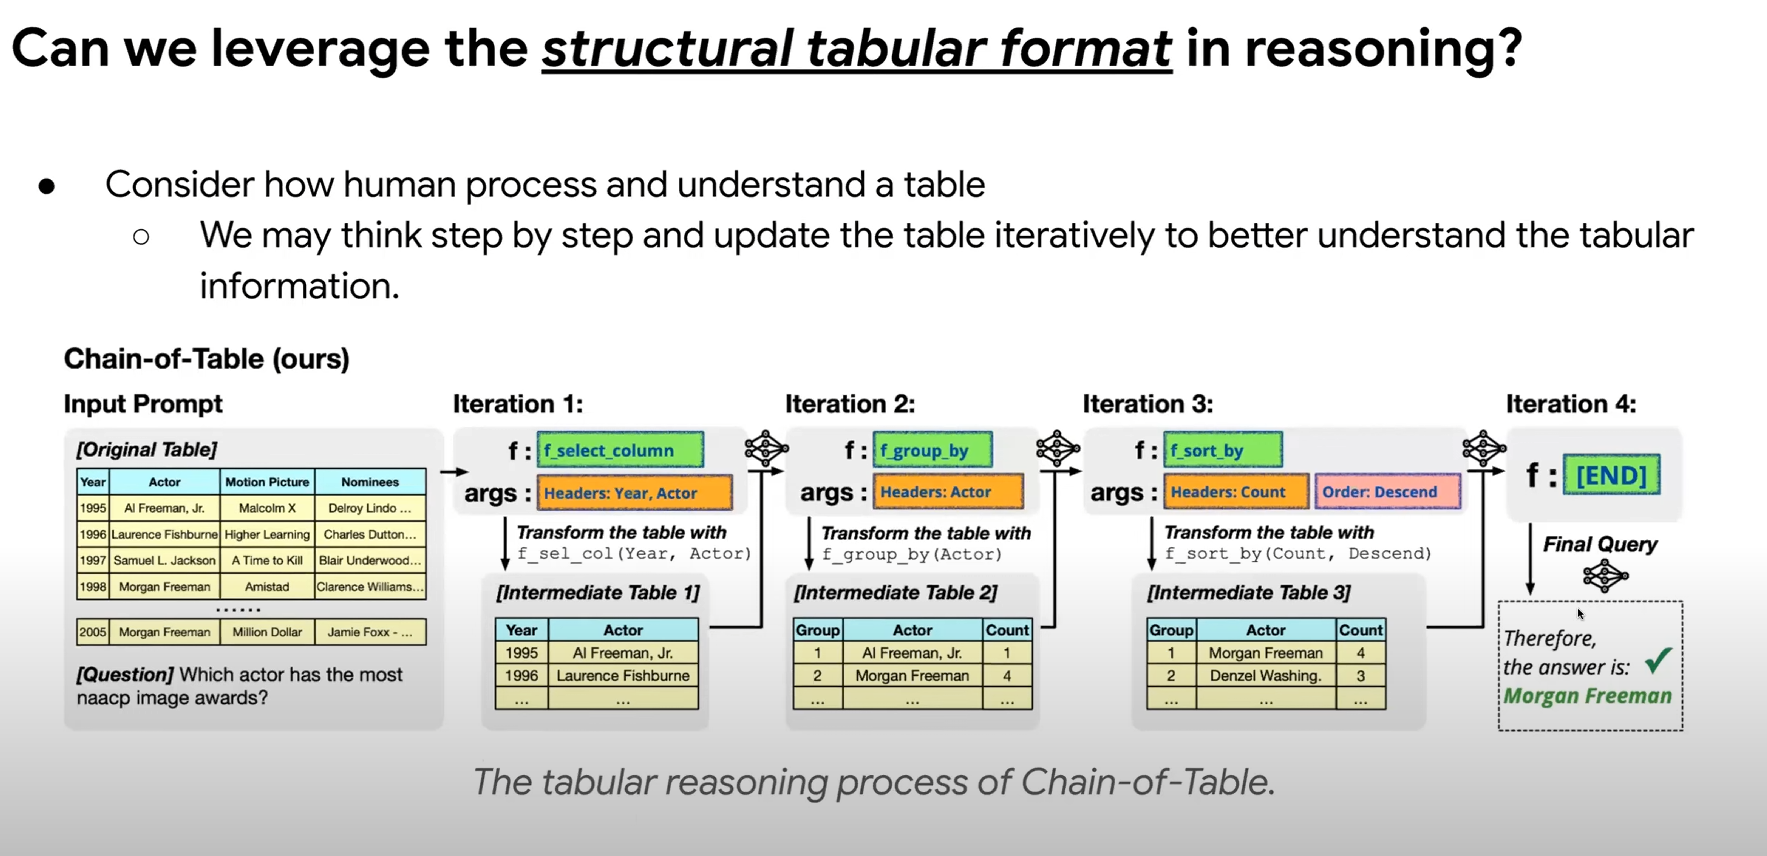 Can we leverage the structural tabular format in reasoning?
● Consider how human process and understand a table
○ We may think step by step and update the table iteratively to better understand the tabular
information.
Chain-of-Table (ours)
Input Prompt
[Original Table]
Year Actor Motion Picture Nominees
1995 Al Freeman, Jr. Malcolm X Delroy Lindo ...
1996 Laurence Fishburne Higher Learning Charles Dutton...
1997 Samuel L. Jackson A Time to Kill Blair Underwood...
1998 Morgan Freeman Amistad Clarence Williams...
......
2005 Morgan Freeman Million Dollar Jamie Foxx - ...
[Question] Which actor has the most
naacp image awards?
Iteration 1:
f : f_select_column
args : Headers: Year, Actor
Transform the table with
f_sel_col(Year, Actor)
[Intermediate Table 1]
Year Actor
1995 Al Freeman, Jr.
1996 Laurence Fishburne
... ...
Iteration 2:
f : f_group_by
args : Headers: Actor
Transform the table with
f_group_by(Actor)
[Intermediate Table 2]
Group Actor Count
1 Al Freeman, Jr. 1
2 Morgan Freeman 4
... ... ...
Iteration 3:
f : f_sort_by
args : Headers: Count Order: Descend
Transform the table with
f_sort_by(Count, Descend)
[Intermediate Table 3]
Group Actor Count
1 Morgan Freeman 4
2 Denzel Washing. 3
... ... ...
Iteration 4:
f : [END]
Final Query
Therefore,
the answer is: ✓
Morgan Freeman
The tabular reasoning process of Chain-of-Table.